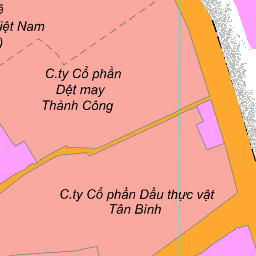 iệt Nam
)
C.ty Cổ phần
Dệt may
Thành Công
C.ty Cổ phần Dầu thực vật
Tân Bình